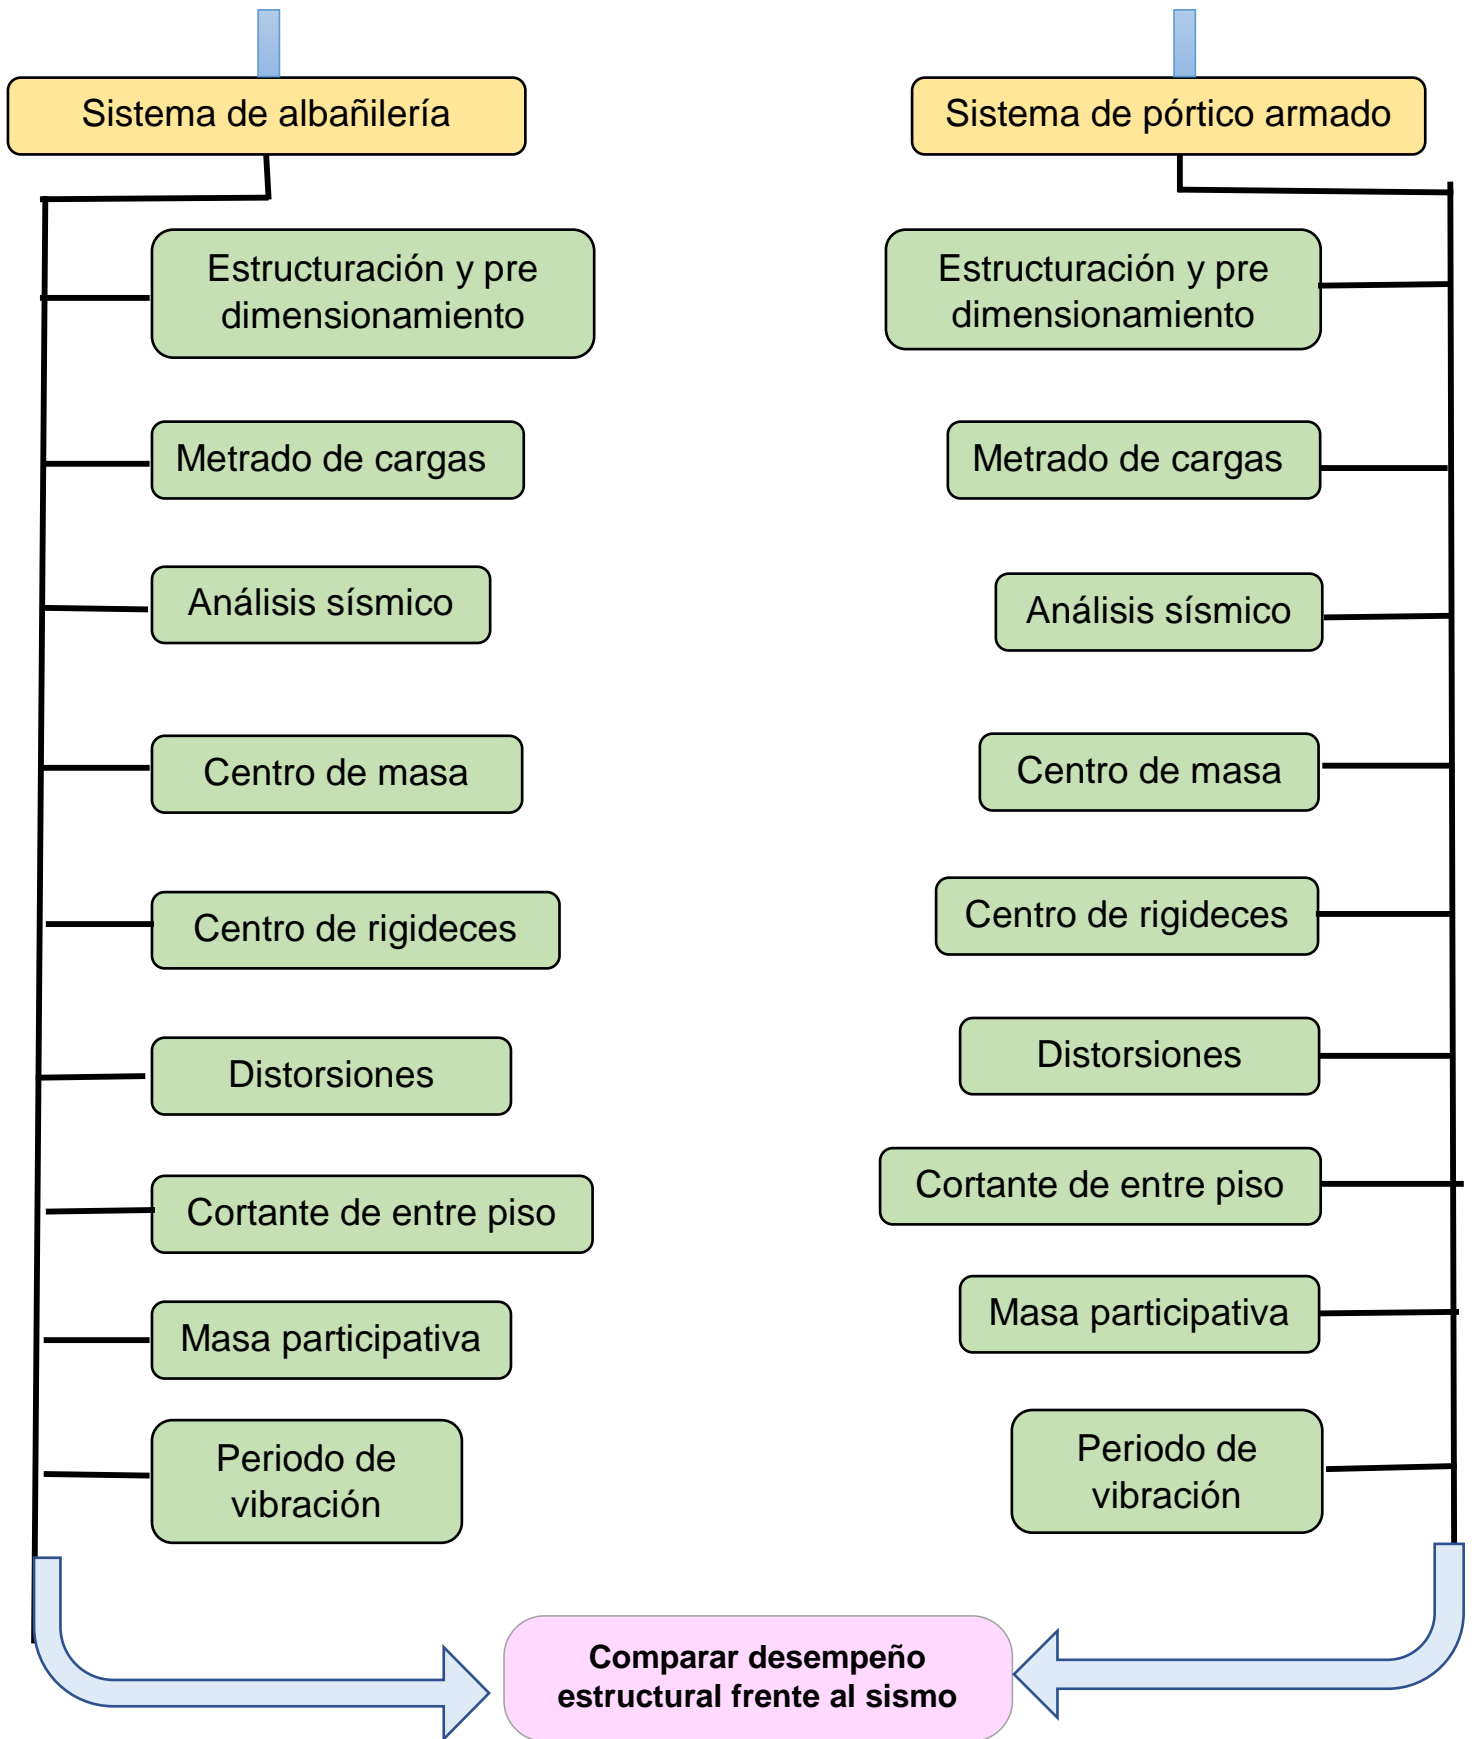 Sistema de albañilería
Sistema de pórtico armado
Estructuración y pre
dimensionamiento
Estructuración y pre
dimensionamiento
Metrado de cargas
Metrado de cargas
Análisis sísmico
Análisis sísmico
Centro de masa
Centro de masa
Centro de rigideces
Centro de rigideces
Distorsiones
Distorsiones
Cortante de entre piso
Cortante de entre piso
Masa participativa
Masa participativa
Periodo de
vibración
Periodo de
vibración
Comparar desempeño
estructural frente al sismo